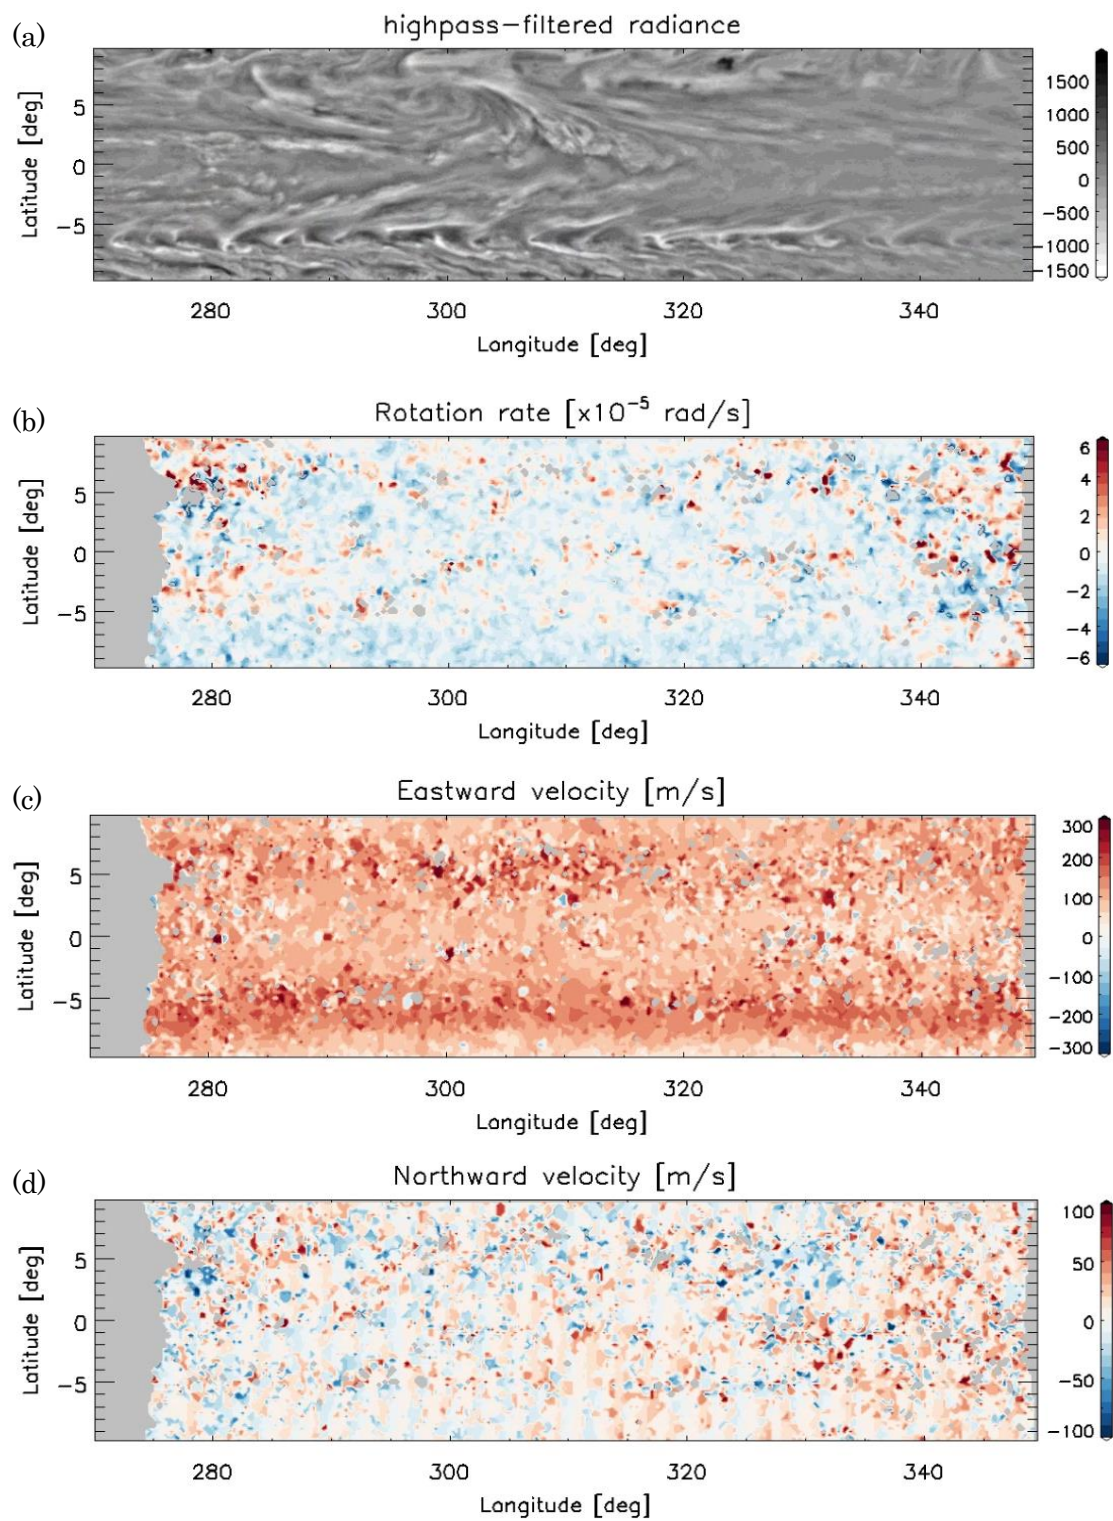 (a)
highpass-filtered radiance
Latitude [deg]
5
0
-5
280 300 320 340
Longitude [deg]
1500
1000
500
0
-500
-1000
-1500
(b)
Rotation rate [x10⁻⁵ rad/s]
Latitude [deg]
5
0
-5
280 300 320 340
Longitude [deg]
6
4
2
0
-2
-4
-6
(c)
Eastward velocity [m/s]
Latitude [deg]
5
0
-5
280 300 320 340
Longitude [deg]
300
200
100
0
-100
-200
-300
(d)
Northward velocity [m/s]
Latitude [deg]
5
0
-5
280 300 320 340
Longitude [deg]
100
50
0
-50
-100